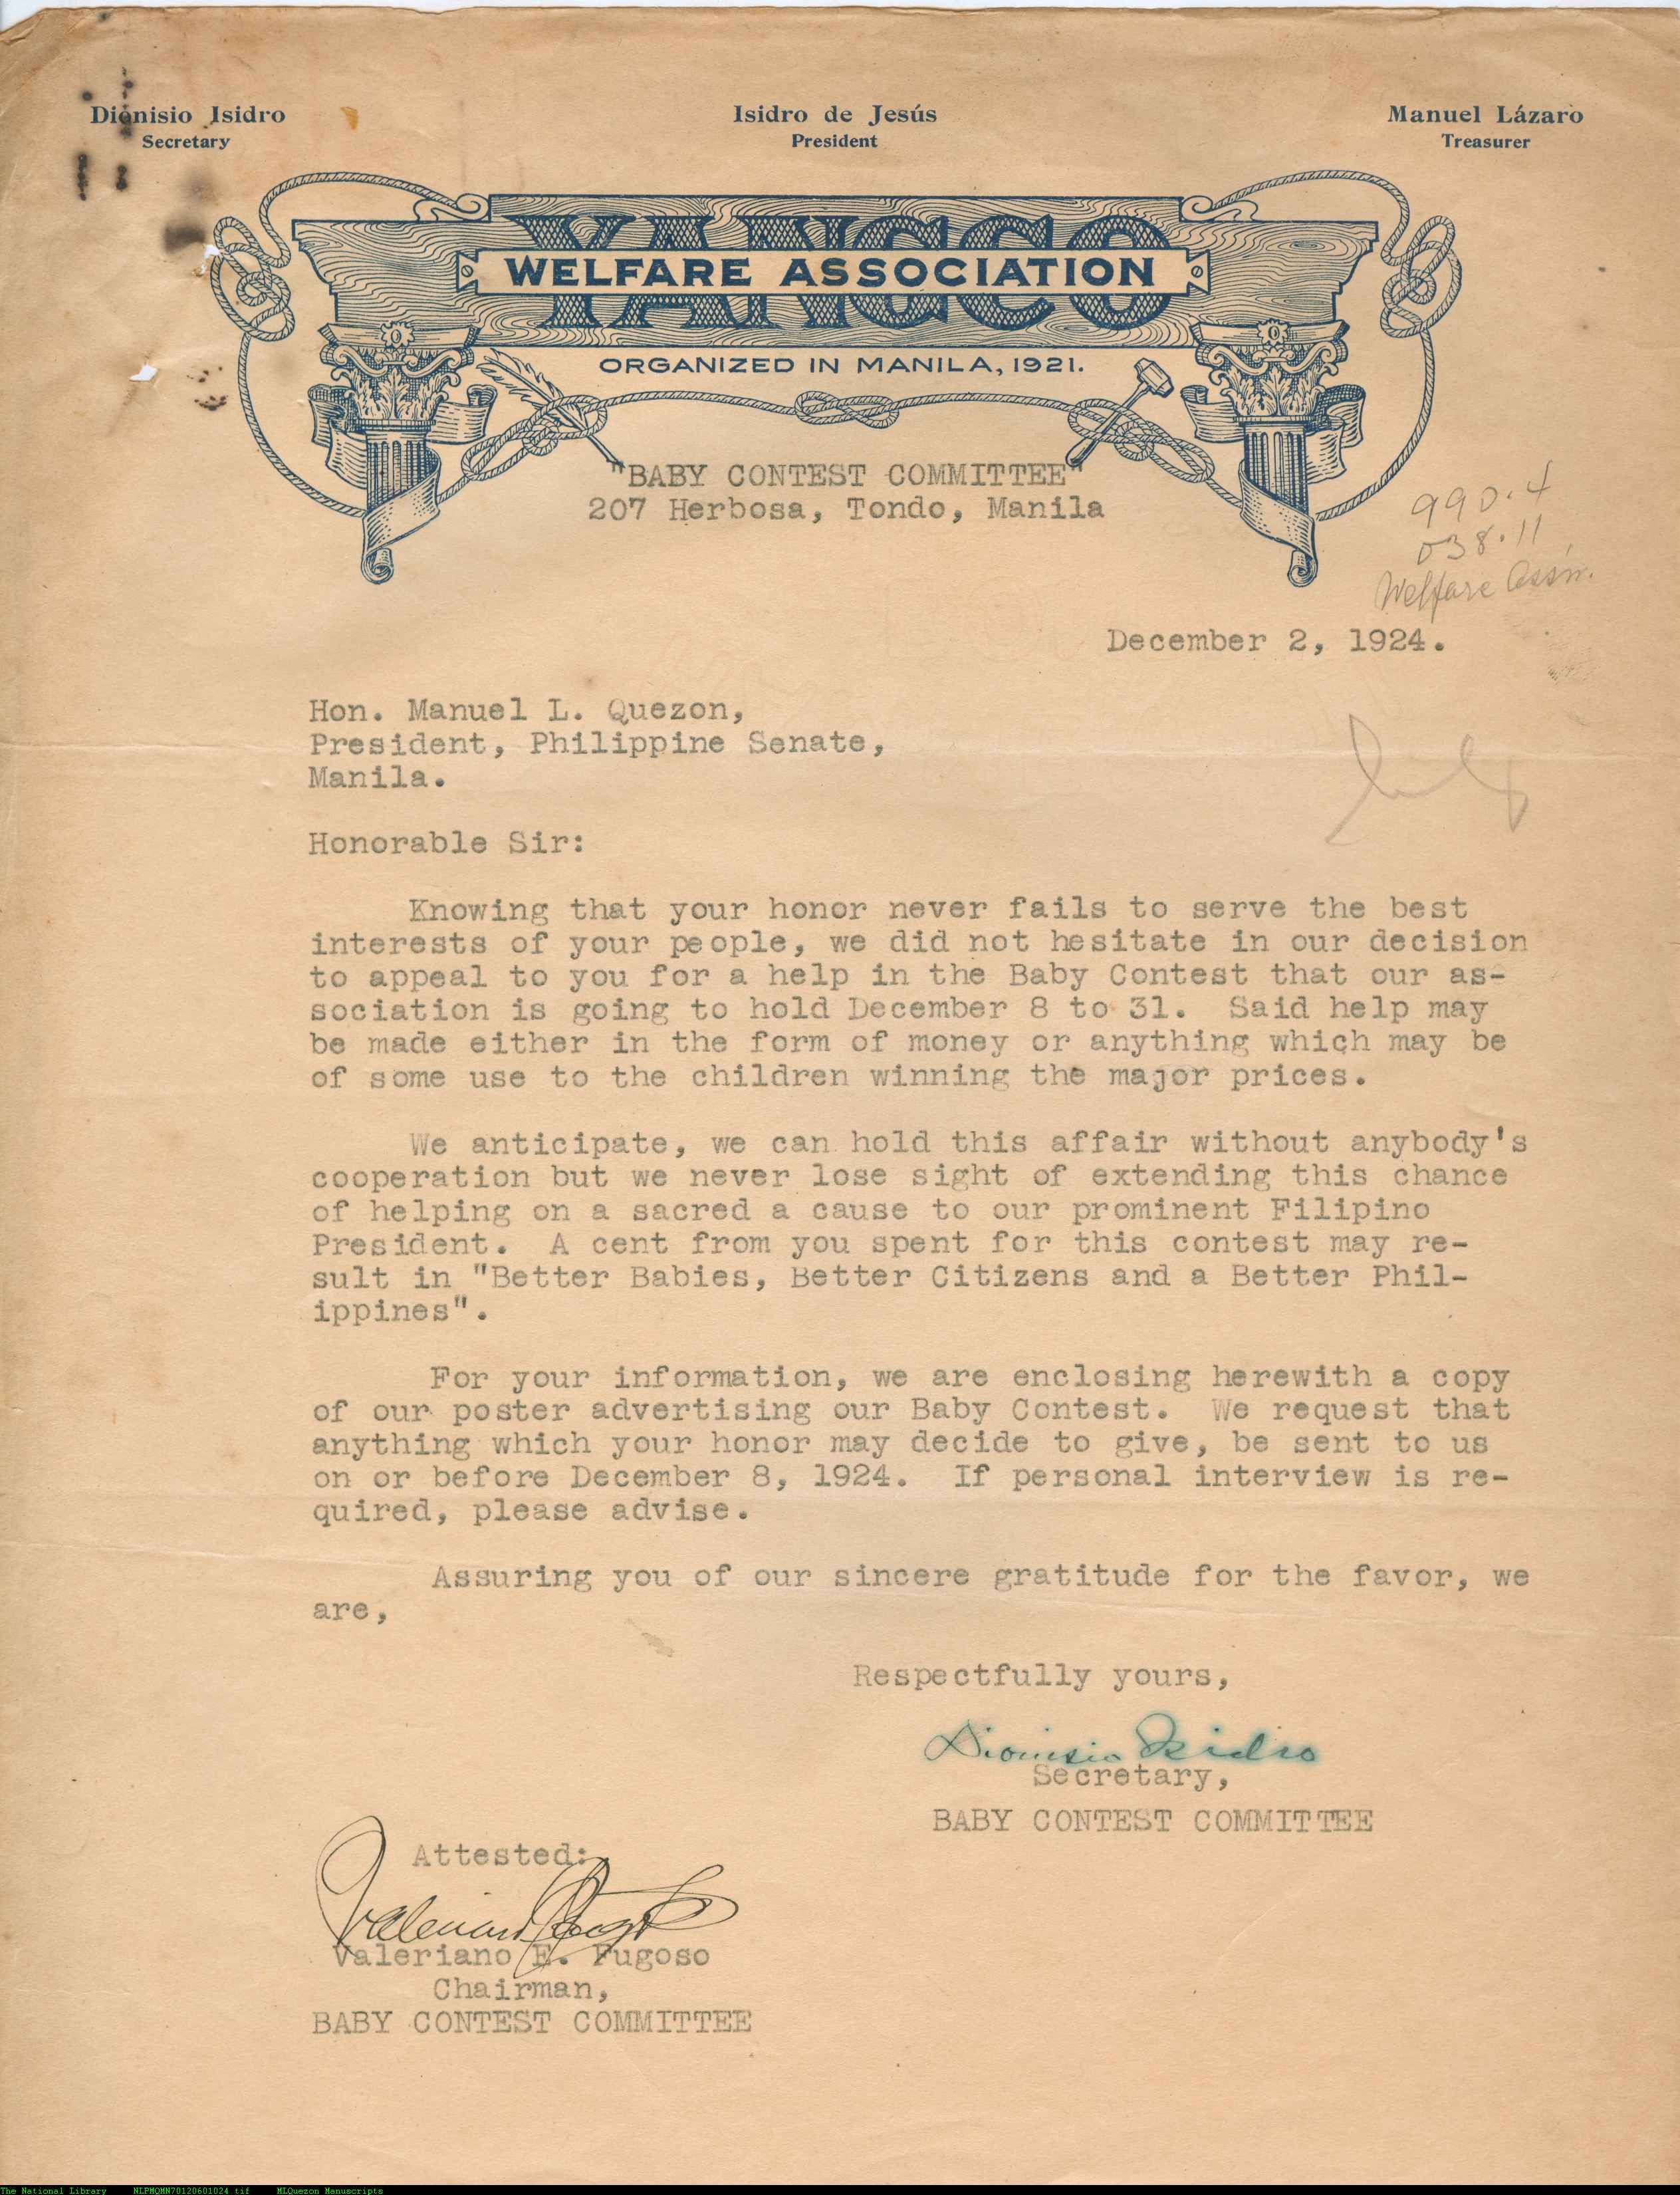 Dionisio Isidro
Secretary
Isidro de Jesús
President
Manuel Lázaro
Treasurer
YANGCO
WELFARE ASSOCIATION
ORGANIZED IN MANILA, 1921.
"BABY CONTEST COMMITTEE"
207 Herbosa, Tondo, Manila
990.4
038.11
Welfare Assn.
December 2, 1924.
Hon. Manuel L. Quezon,
President, Philippine Senate,
Manila.
Honorable Sir:
Knowing that your honor never fails to serve the best
interests of your people, we did not hesitate in our decision
to appeal to you for a help in the Baby Contest that our as-
sociation is going to hold December 8 to 31. Said help may
be made either in the form of money or anything which may be
of some use to the children winning the major prices.
We anticipate, we can hold this affair without anybody's
cooperation but we never lose sight of extending this chance
of helping on a sacred a cause to our prominent Filipino
President. A cent from you spent for this contest may re-
sult in "Better Babies, Better Citizens and a Better Phil-
ippines".
For your information, we are enclosing herewith a copy
of our poster advertising our Baby Contest. We request that
anything which your honor may decide to give, be sent to us
on or before December 8, 1924. If personal interview is re-
quired, please advise.
Assuring you of our sincere gratitude for the favor, we
are,
Respectfully yours,
Dionisio Isidro
Secretary,
BABY CONTEST COMMITTEE
Attested:
Valeriano E. Fugoso
Chairman,
BABY CONTEST COMMITTEE
The National Library NLPMQMN70120601024.tif MLQuezon Manuscripts